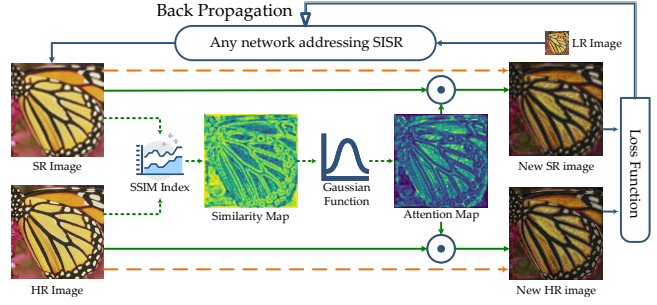 Back Propagation
Any network addressing SISR
LR Image
SR Image
SSIM Index
Similarity Map
Gaussian
Function
Attention Map
New SR image
Loss Function
HR Image
New HR image